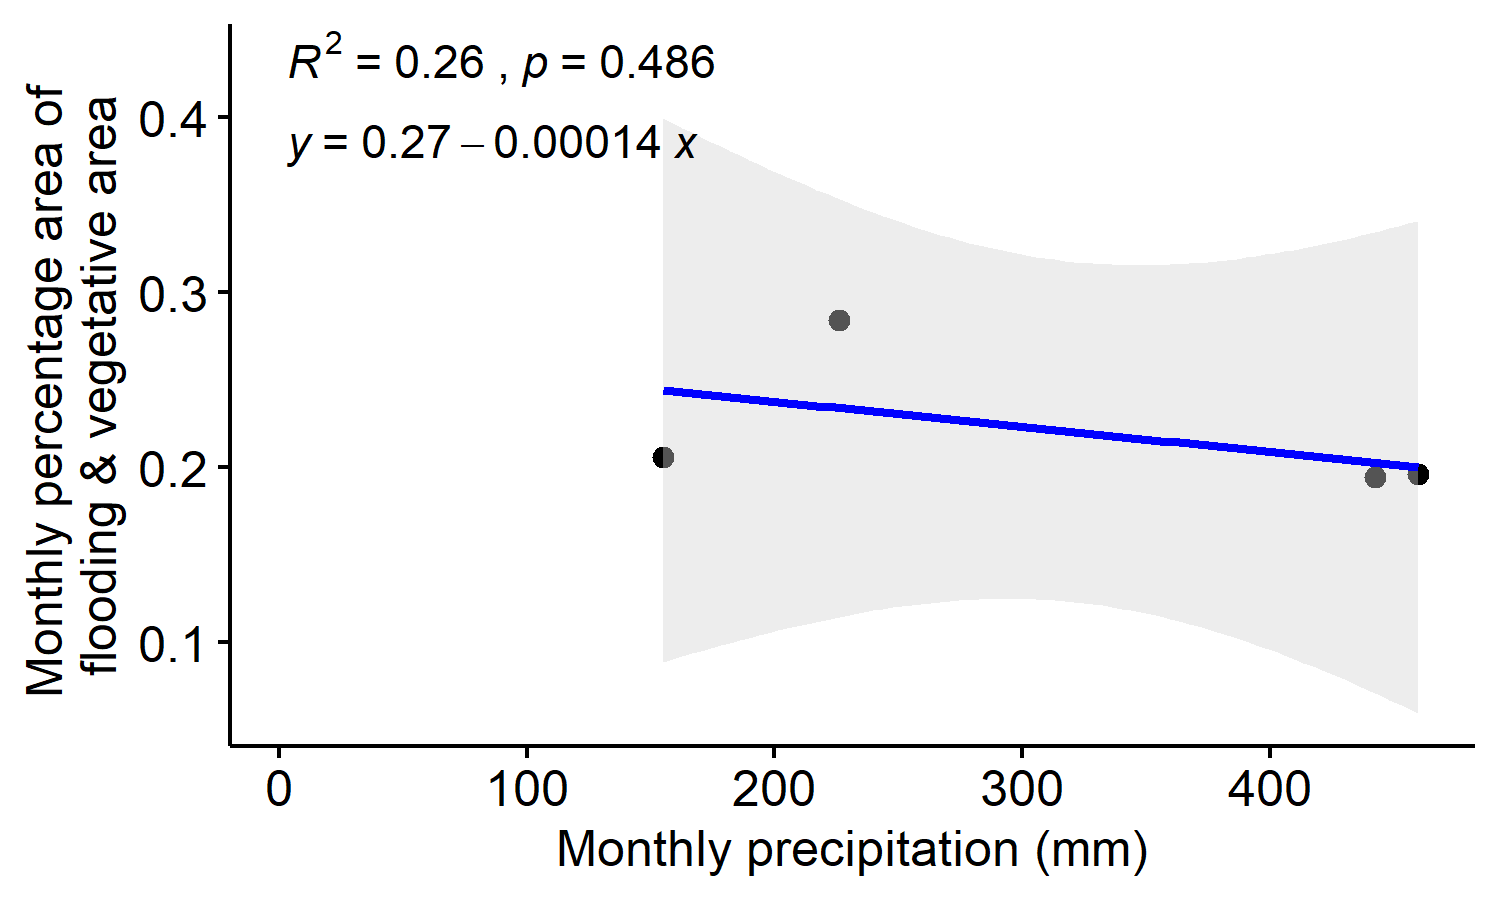 R² = 0.26 , p = 0.486
y = 0.27 – 0.00014 x
Monthly percentage area of
flooding & vegetative area
0.4
0.3
0.2
0.1
0 100 200 300 400
Monthly precipitation (mm)